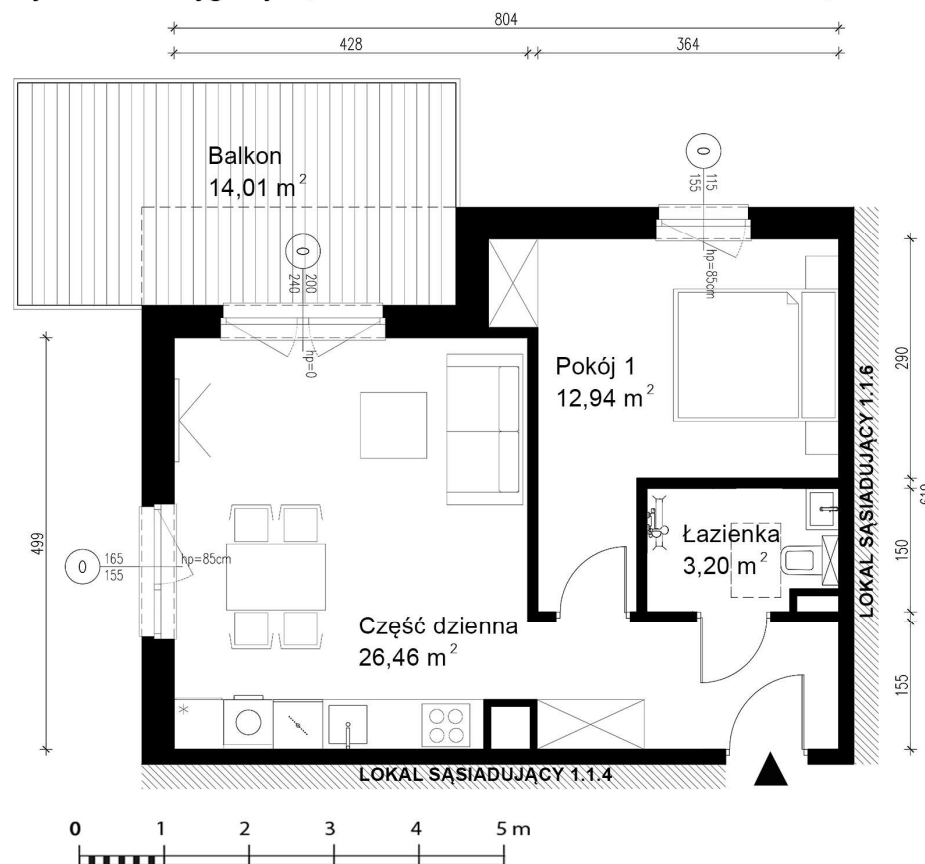 804
428
364
Balkon
14,01 m²
0
115
155
hp=85cm
0
200
240
hp=0
Pokój 1
12,94 m²
290
LOKAL SĄSIADUJĄCY 1.1.6
499
0
165
155
hp=85cm
Łazienka
3,20 m²
150
Część dzienna
26,46 m²
155
LOKAL SĄSIADUJĄCY 1.1.4
0 1 2 3 4 5 m